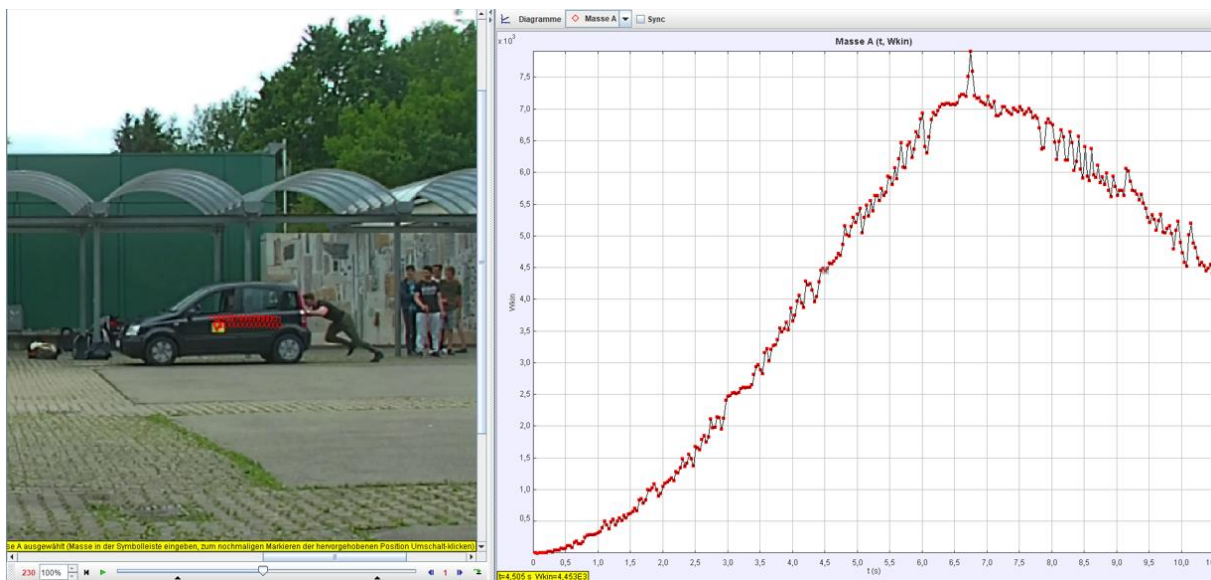 Diagramme Masse A Sync
x 10³
Masse A (t, Wkin)
7,5
7,0
6,5
6,0
5,5
5,0
4,5
4,0
3,5
3,0
2,5
2,0
1,5
1,0
0,5
Wkin
0,0 0,5 1,0 1,5 2,0 2,5 3,0 3,5 4,0 4,5 5,0 5,5 6,0 6,5 7,0 7,5 8,0 8,5 9,0 9,5 10,0
t (s)
se A ausgewählt (Masse in der Symbolleiste eingeben, zum nochmaligen Markieren der hervorgehobenen Position Umschalt-klicken)
230 100% 1
t=4,505 s Wkin=4,453E3